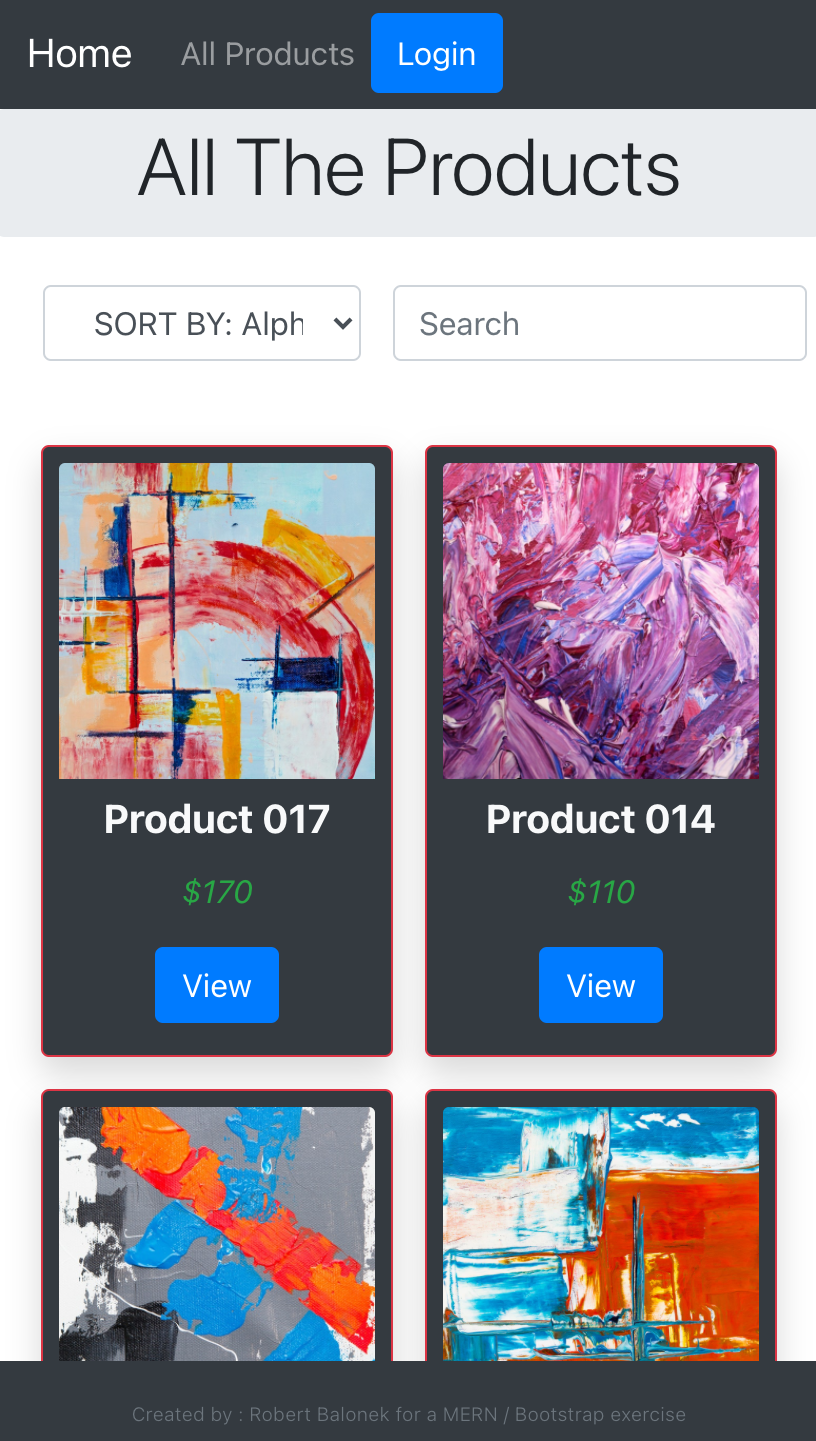 Home All Products Login
All The Products
SORT BY: Alph
Search
Product 017
$170
View
Product 014
$110
View
Created by : Robert Balonek for a MERN / Bootstrap exercise